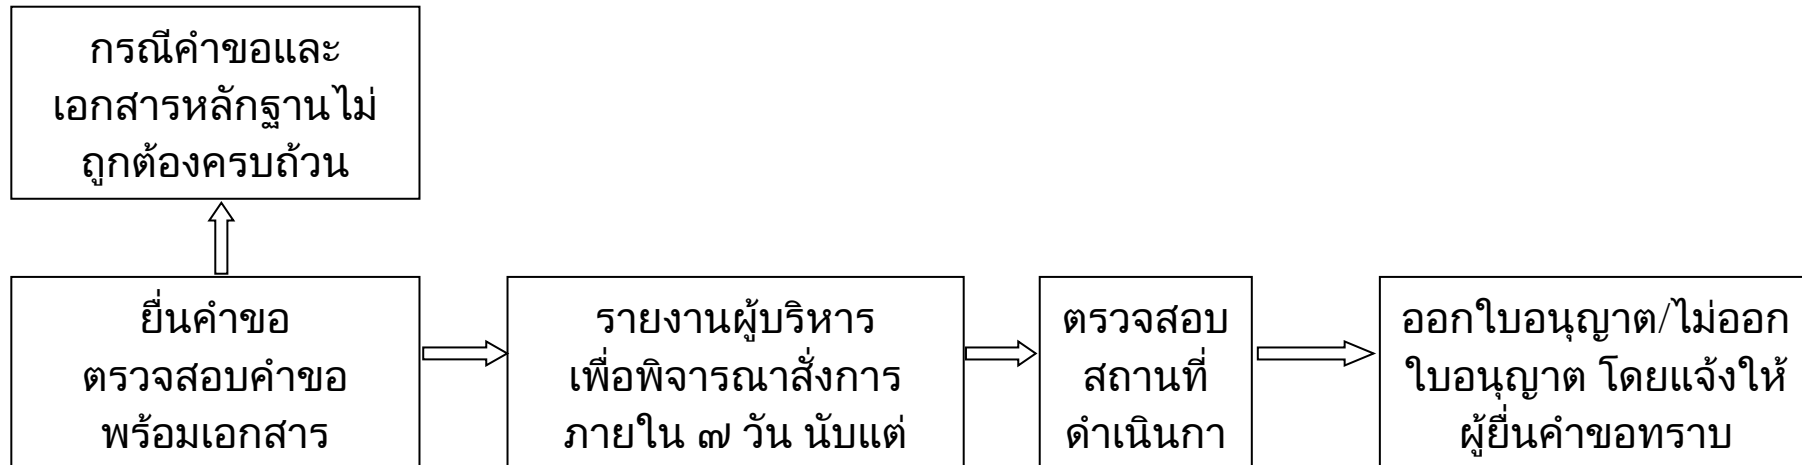 กรณีคำขอและ
เอกสารหลักฐานไม่
ถูกต้องครบถ้วน
ยื่นคำขอ
ตรวจสอบคำขอ
พร้อมเอกสาร
รายงานผู้บริหาร
เพื่อพิจารณาสั่งการ
ภายใน ๗ วัน นับแต่
ตรวจสอบ
สถานที่
ดำเนินกา
ออกใบอนุญาต/ไม่ออก
ใบอนุญาต โดยแจ้งให้
ผู้ยื่นคำขอทราบ